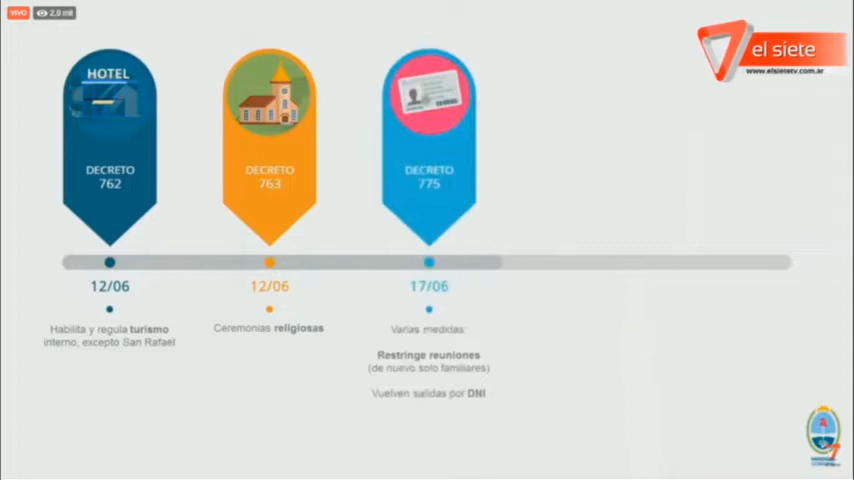 VIVO
2,9 mil
el siete
www.elsietetv.com.ar
HOTEL
DECRETO
762
DECRETO
763
DECRETO
775
12/06
12/06
17/06
Habilita y regula turismo
interno, excepto San Rafael
Ceremonias religiosas
Varias medidas:
Restringe reuniones
(de nuevo solo familiares)
Vuelven salidas por DNI